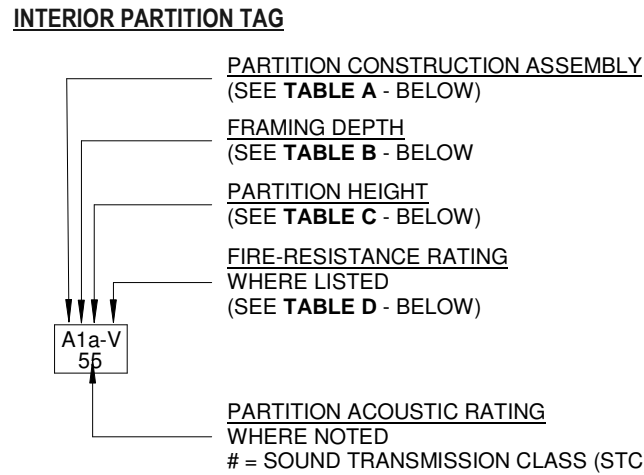 INTERIOR PARTITION TAG
PARTITION CONSTRUCTION ASSEMBLY
(SEE TABLE A - BELOW)
FRAMING DEPTH
(SEE TABLE B - BELOW
PARTITION HEIGHT
(SEE TABLE C - BELOW)
FIRE-RESISTANCE RATING
WHERE LISTED
(SEE TABLE D - BELOW)
A1a-V
55
PARTITION ACOUSTIC RATING
WHERE NOTED
# = SOUND TRANSMISSION CLASS (STC